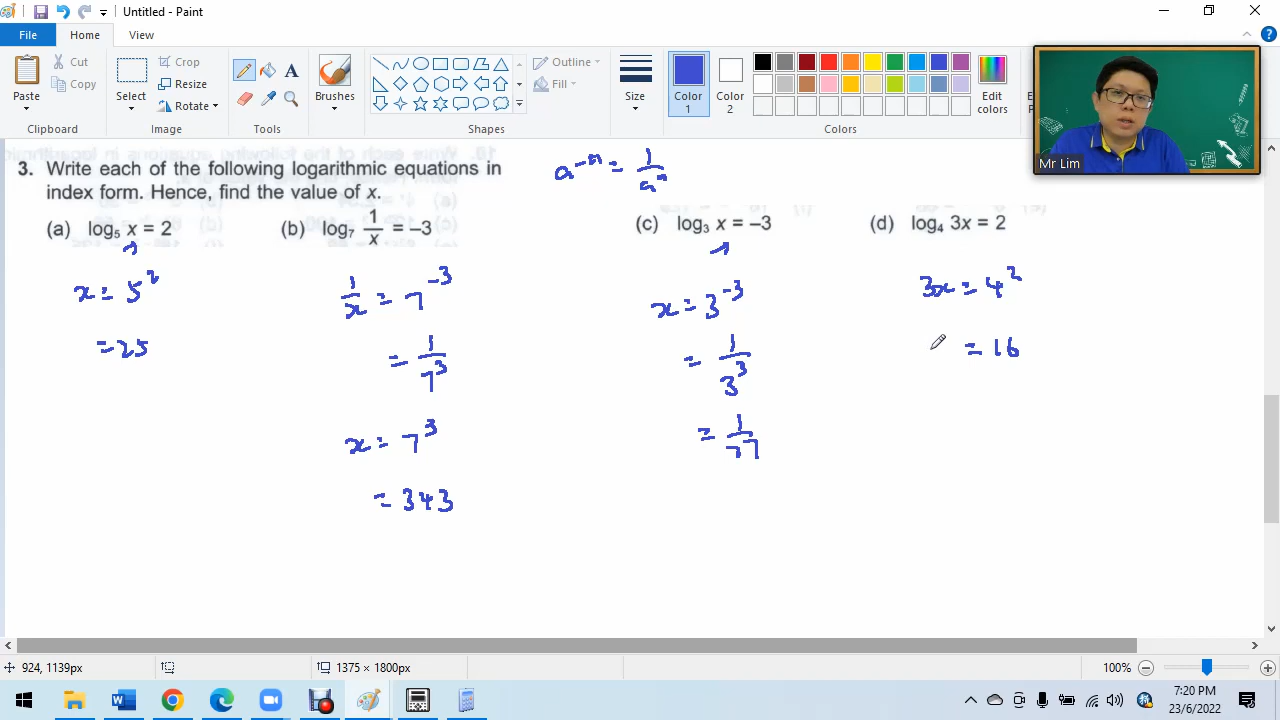 Untitled - Paint
File
Home
View
Paste
Cut
Copy
Clipboard
Select
Crop
Resize
Rotate
Image
A
Tools
Brushes
Outline
Fill
Shapes
Size
Color 1
Color 2
Edit colors
Colors
Mr Lim
3. Write each of the following logarithmic equations in
index form. Hence, find the value of x.
a⁻ⁿ = 1/aⁿ
(a) log₅ x = 2
(b) log₇ 1/x = –3
(c) log₃ x = –3
(d) log₄ 3x = 2
x = 5²
= 25
1/x = 7⁻³
= 1/7³
x = 7³
= 343
x = 3⁻³
= 1/3³
= 1/27
3x = 4²
= 16
924, 1139px
1375 × 1800px
100%
7:20 PM
23/6/2022